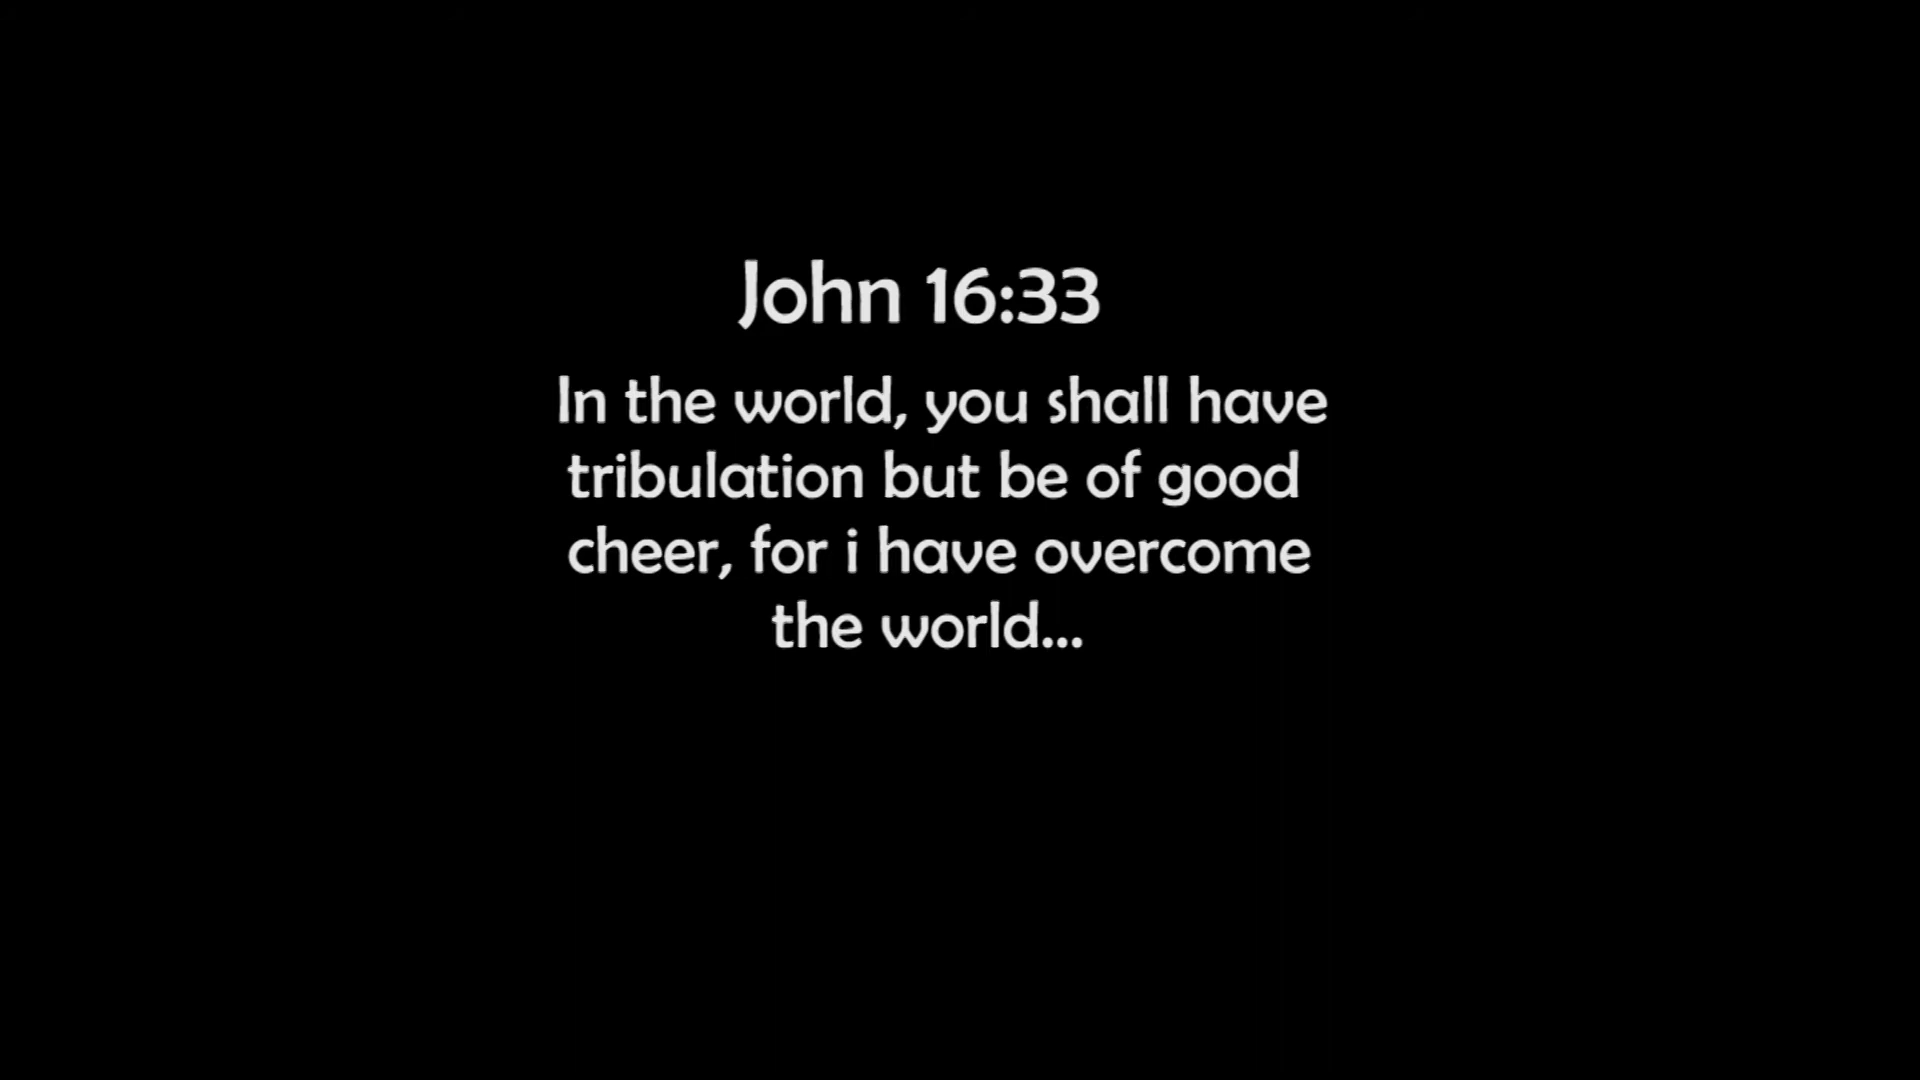 John 16:33
In the world, you shall have
tribulation but be of good
cheer, for i have overcome
the world...